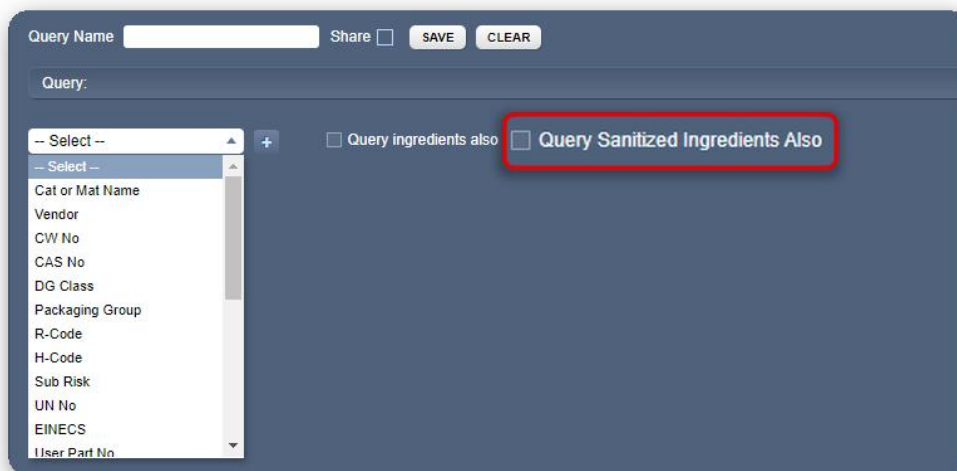 Query Name Share SAVE CLEAR
Query:
-- Select -- + Query ingredients also Query Sanitized Ingredients Also
-- Select --
Cat or Mat Name
Vendor
CW No
CAS No
DG Class
Packaging Group
R-Code
H-Code
Sub Risk
UN No
EINECS
User Part No